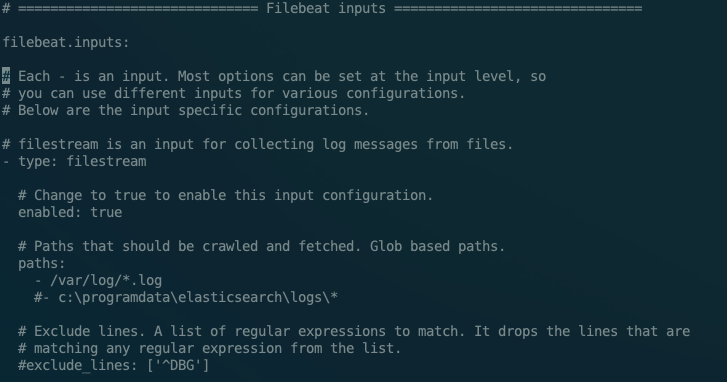 # ============================== Filebeat inputs ===============================
filebeat.inputs:
# Each - is an input. Most options can be set at the input level, so
# you can use different inputs for various configurations.
# Below are the input specific configurations.
# filestream is an input for collecting log messages from files.
- type: filestream
# Change to true to enable this input configuration.
enabled: true
# Paths that should be crawled and fetched. Glob based paths.
paths:
- /var/log/*.log
#- c:\programdata\elasticsearch\logs\*
# Exclude lines. A list of regular expressions to match. It drops the lines that are
# matching any regular expression from the list.
#exclude_lines: ['^DBG']